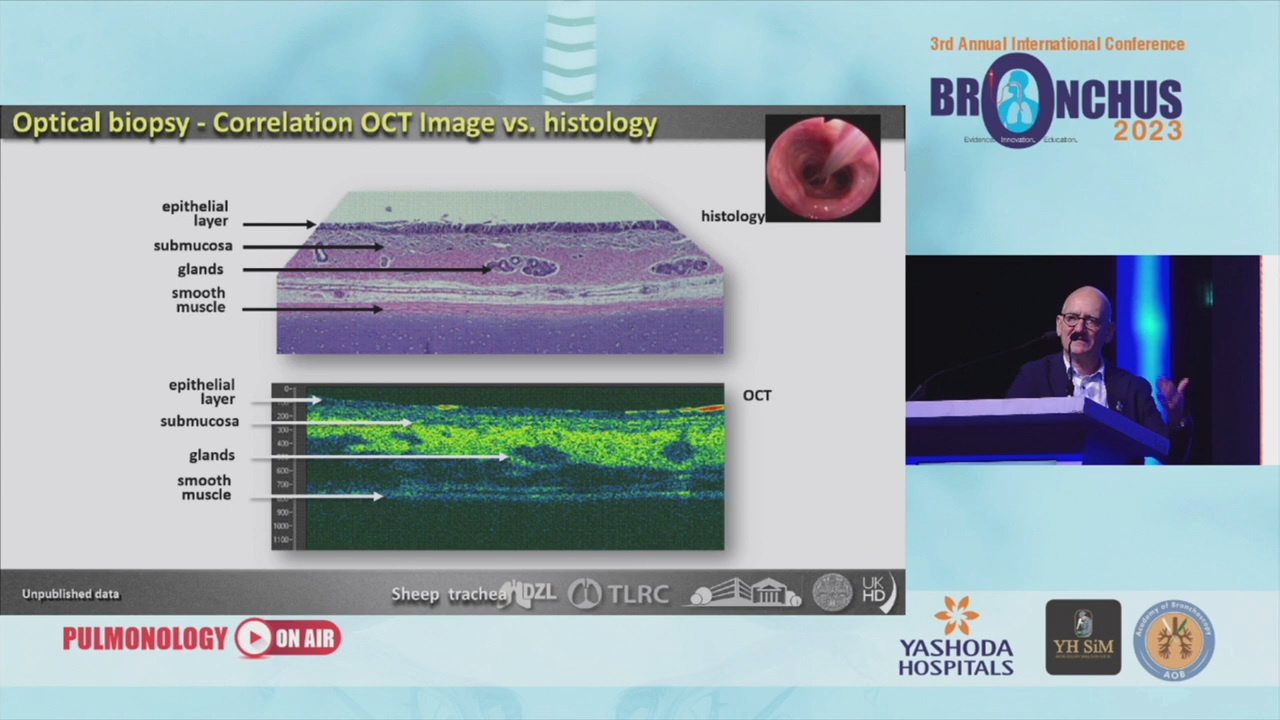 3rd Annual International Conference
BRONCHUS
2023
Evidence. Innovation. Education.
Optical biopsy - Correlation OCT Image vs. histology
histology
epithelial
layer
submucosa
glands
smooth
muscle
OCT
epithelial
layer
submucosa
glands
smooth
muscle
0
200
300
400
600
700
900
1000
1100
Unpublished data
Sheep trachea
DZL
TLRC
UK
HD
PULMONOLOGY ON AIR
YASHODA
HOSPITALS
YH SiM
Academy of Bronchoscopy
AOB